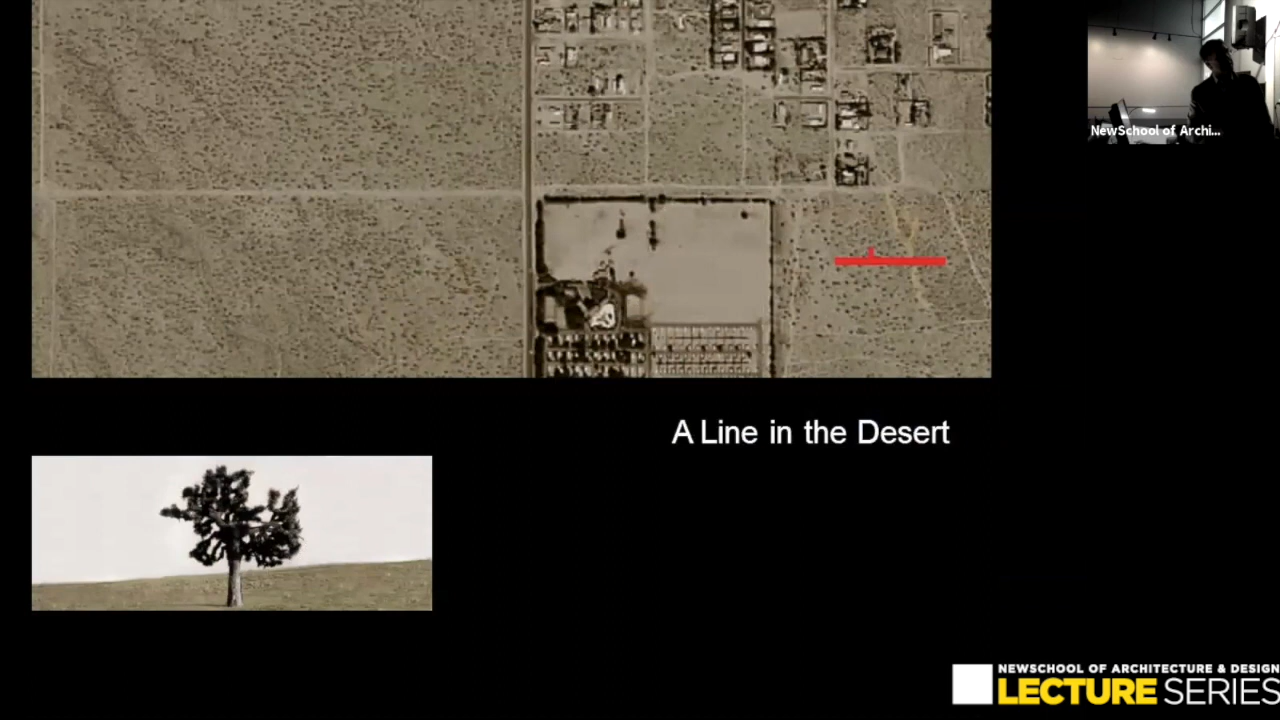 NewSchool of Archi...
A Line in the Desert
NEWSCHOOL OF ARCHITECTURE & DESIGN
LECTURE SERIES